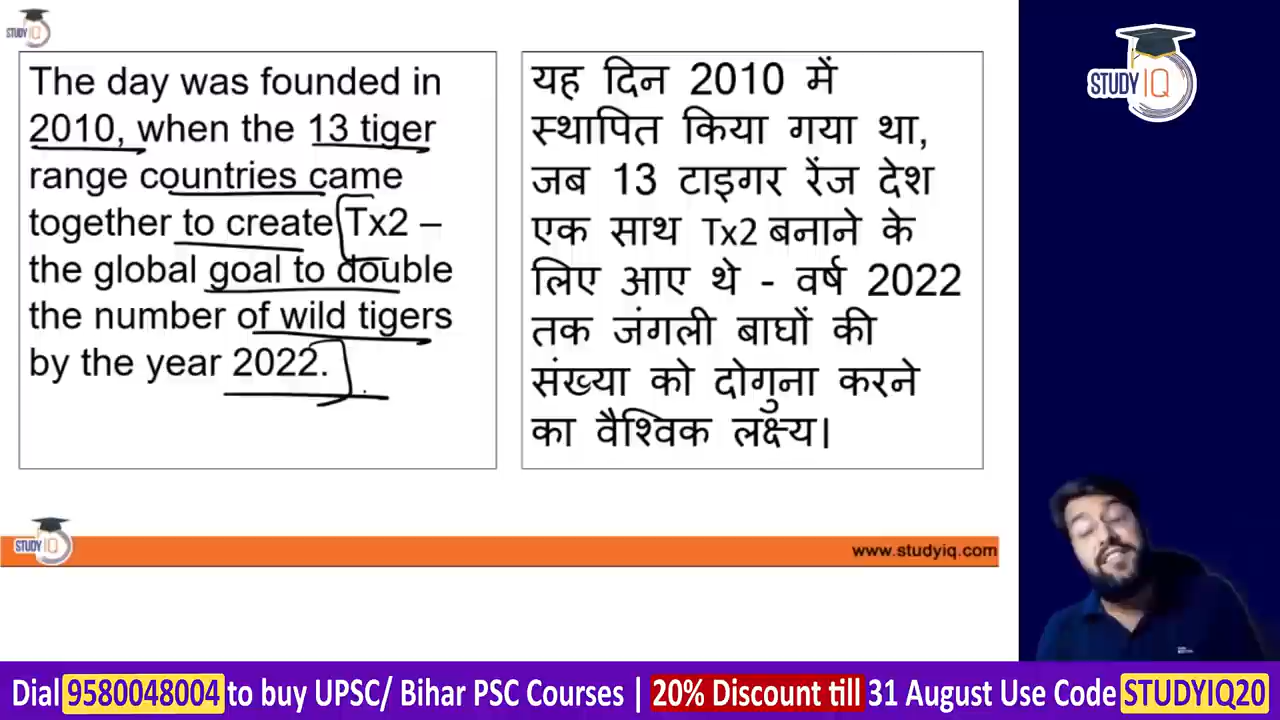 STUDY IQ
The day was founded in
2010, when the 13 tiger
range countries came
together to create Tx2 –
the global goal to double
the number of wild tigers
by the year 2022.
यह दिन 2010 में
स्थापित किया गया था,
जब 13 टाइगर रेंज देश
एक साथ Tx2 बनाने के
लिए आए थे - वर्ष 2022
तक जंगली बाघों की
संख्या को दोगुना करने
का वैश्विक लक्ष्य।
STUDY IQ
STUDY IQ
www.studyiq.com
Dial 9580048004 to buy UPSC/ Bihar PSC Courses | 20% Discount till 31 August Use Code STUDYIQ20